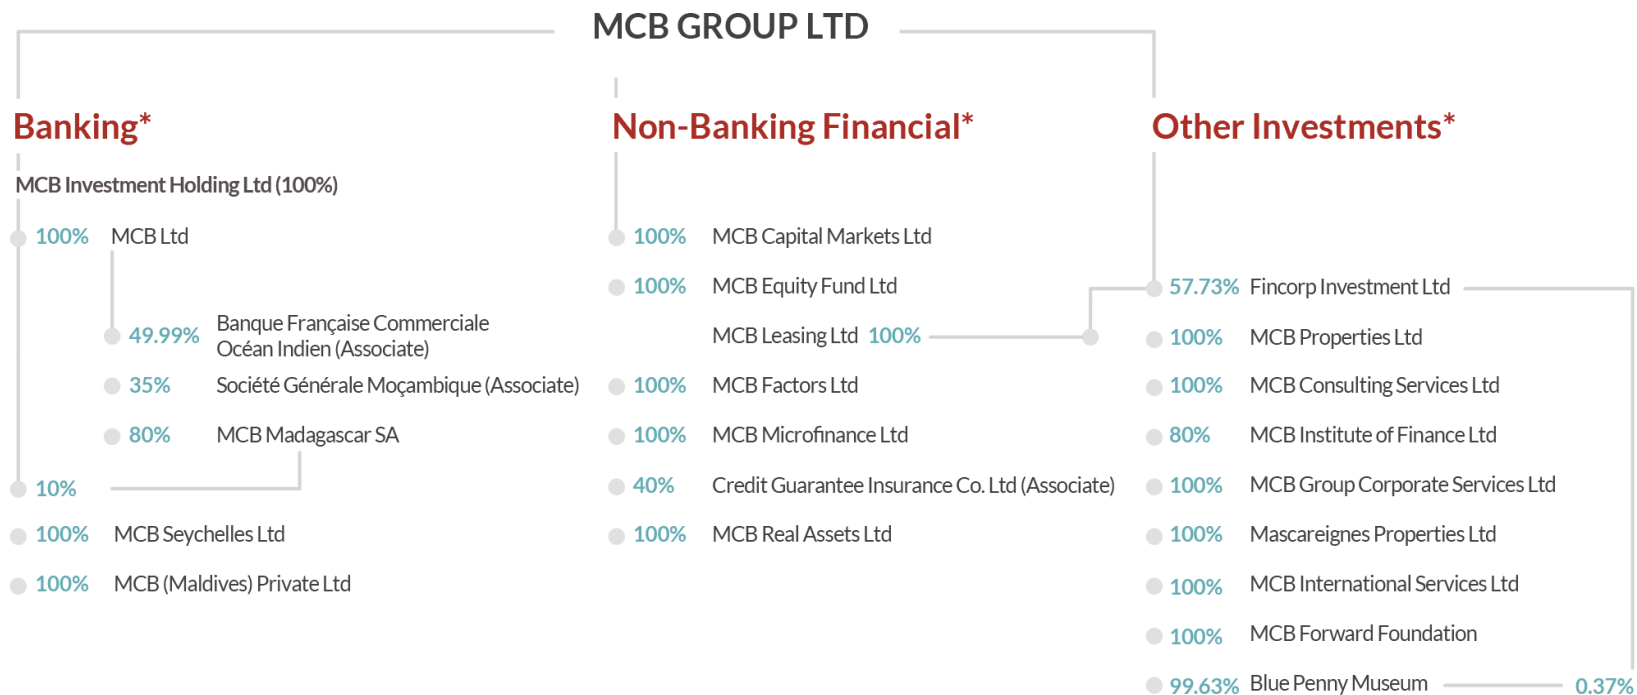 MCB GROUP LTD
Banking*
MCB Investment Holding Ltd (100%)
100% MCB Ltd
49.99% Banque Française Commerciale
Océan Indien (Associate)
35% Société Générale Moçambique (Associate)
80% MCB Madagascar SA
10%
100% MCB Seychelles Ltd
100% MCB (Maldives) Private Ltd
Non-Banking Financial*
100% MCB Capital Markets Ltd
100% MCB Equity Fund Ltd
MCB Leasing Ltd 100%
100% MCB Factors Ltd
100% MCB Microfinance Ltd
40% Credit Guarantee Insurance Co. Ltd (Associate)
100% MCB Real Assets Ltd
Other Investments*
57.73% Fincorp Investment Ltd
100% MCB Properties Ltd
100% MCB Consulting Services Ltd
80% MCB Institute of Finance Ltd
100% MCB Group Corporate Services Ltd
100% Mascareignes Properties Ltd
100% MCB International Services Ltd
100% MCB Forward Foundation
99.63% Blue Penny Museum 0.37%